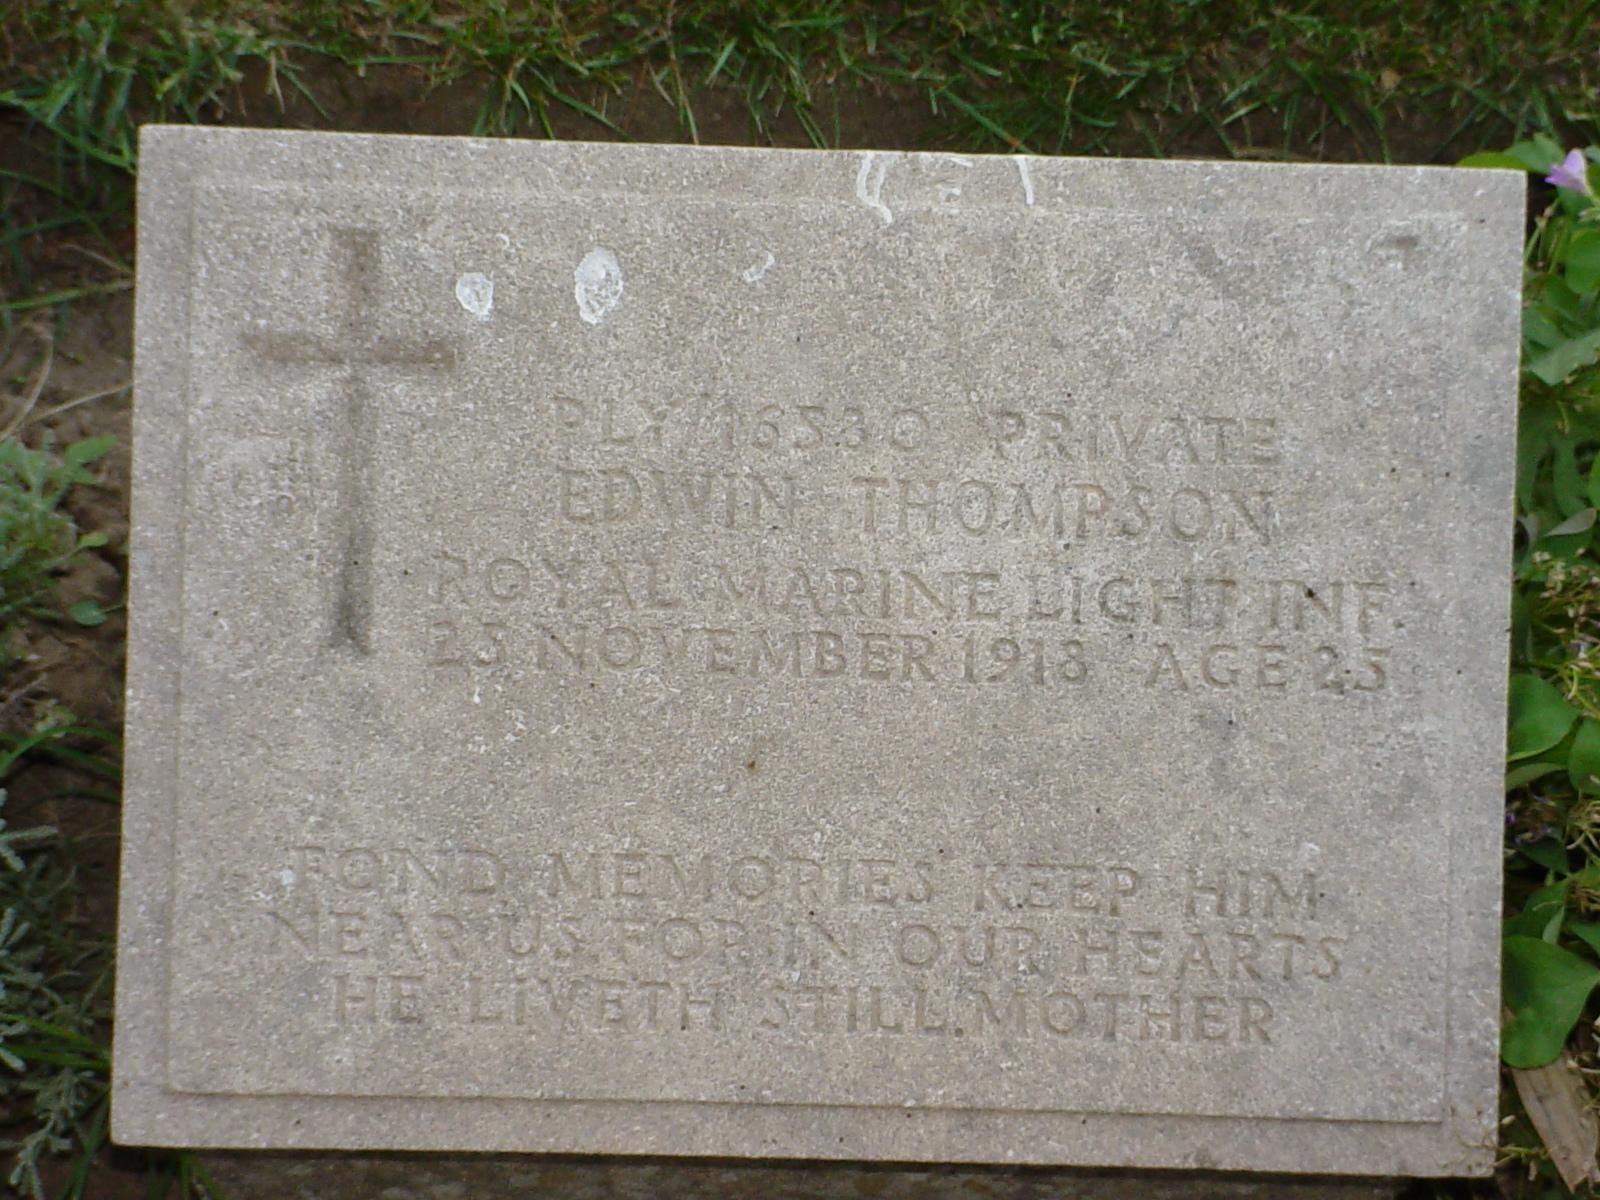 PLY/16530 PRIVATE
EDWIN THOMPSON
ROYAL MARINE LIGHT INF.
23 NOVEMBER 1918 AGE 25
FOND MEMORIES KEEP HIM
NEAR US. FOR IN OUR HEARTS
HE LIVETH STILL. MOTHER